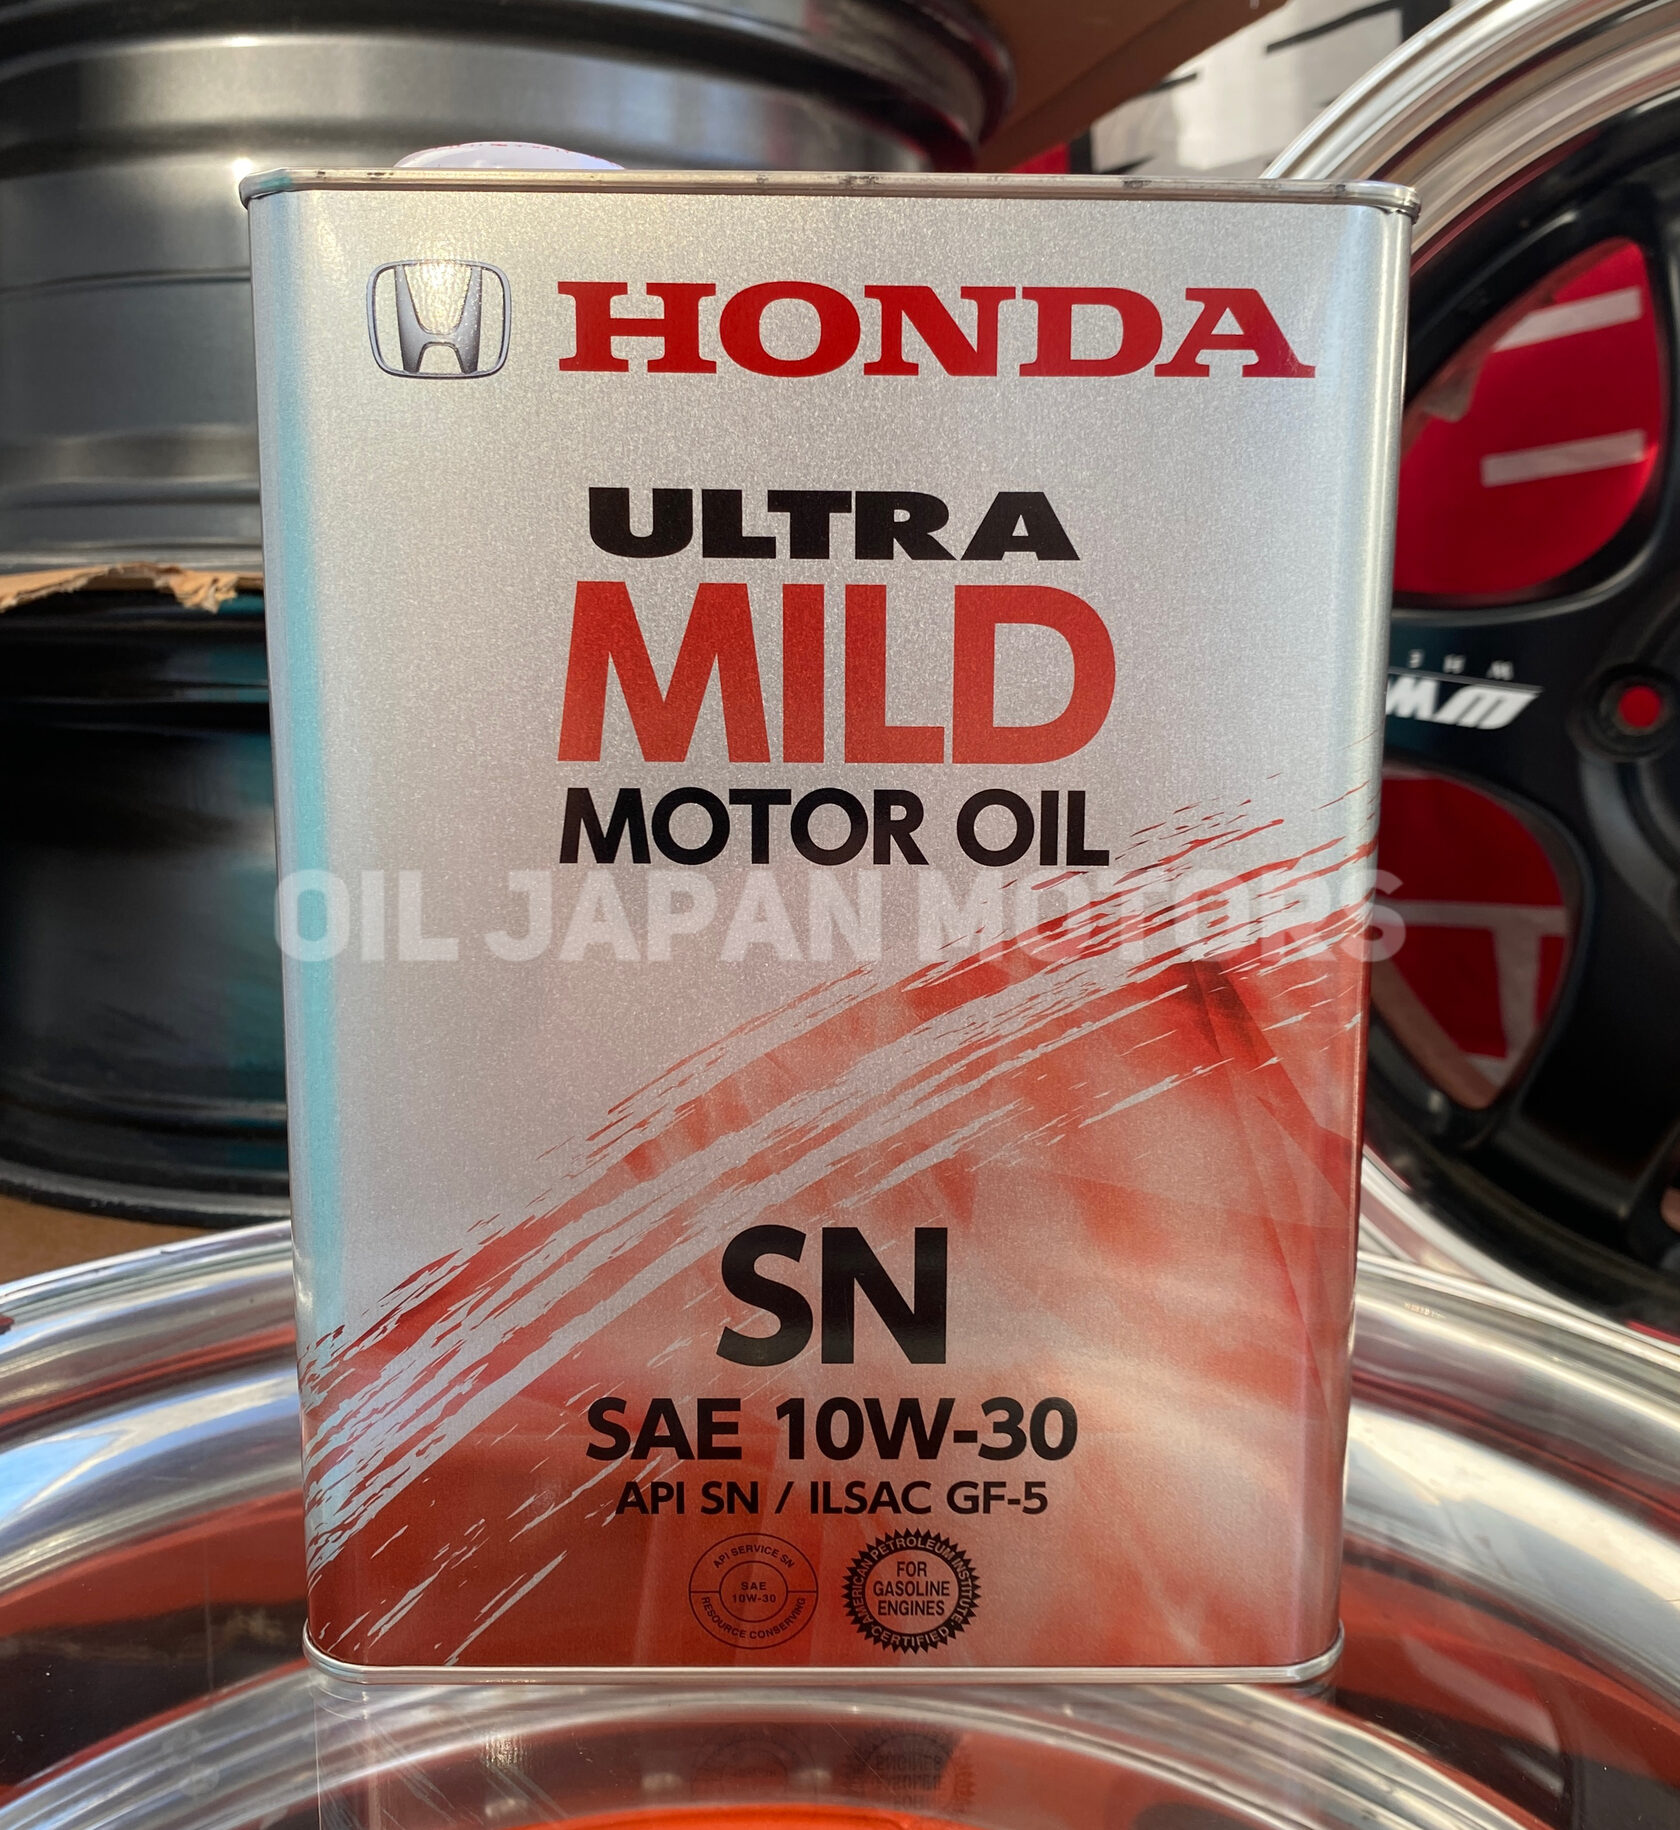 HONDA
ULTRA
MILD
MOTOR OIL
OIL JAPAN MOTORS
SN
SAE 10W-30
API SN / ILSAC GF-5
API SERVICE SN
SAE
10W-30
RESOURCE CONSERVING
AMERICAN PETROLEUM INSTITUTE
FOR
GASOLINE
ENGINES
CERTIFIED